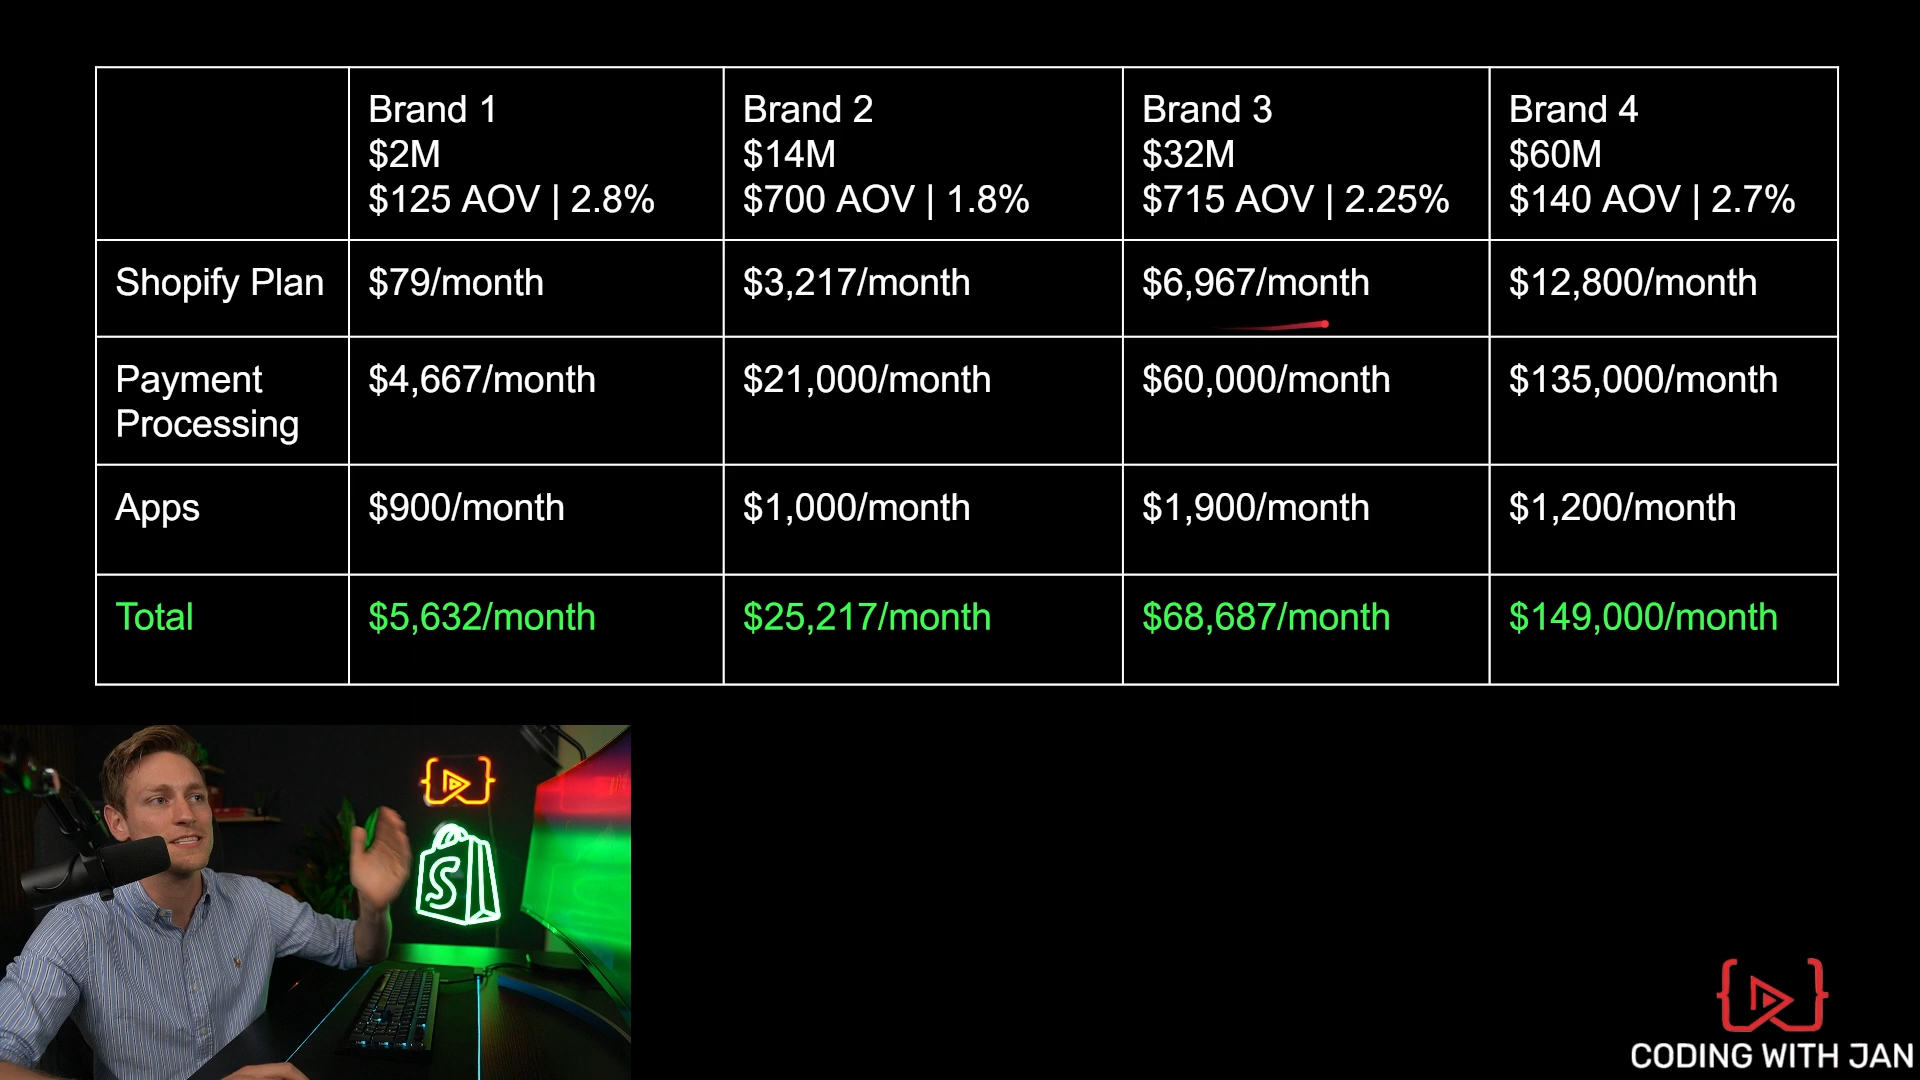 Brand 1
$2M
$125 AOV | 2.8%
Brand 2
$14M
$700 AOV | 1.8%
Brand 3
$32M
$715 AOV | 2.25%
Brand 4
$60M
$140 AOV | 2.7%
Shopify Plan
$79/month
$3,217/month
$6,967/month
$12,800/month
Payment
Processing
$4,667/month
$21,000/month
$60,000/month
$135,000/month
Apps
$900/month
$1,000/month
$1,900/month
$1,200/month
Total
$5,632/month
$25,217/month
$68,687/month
$149,000/month
S
CODING WITH JAN